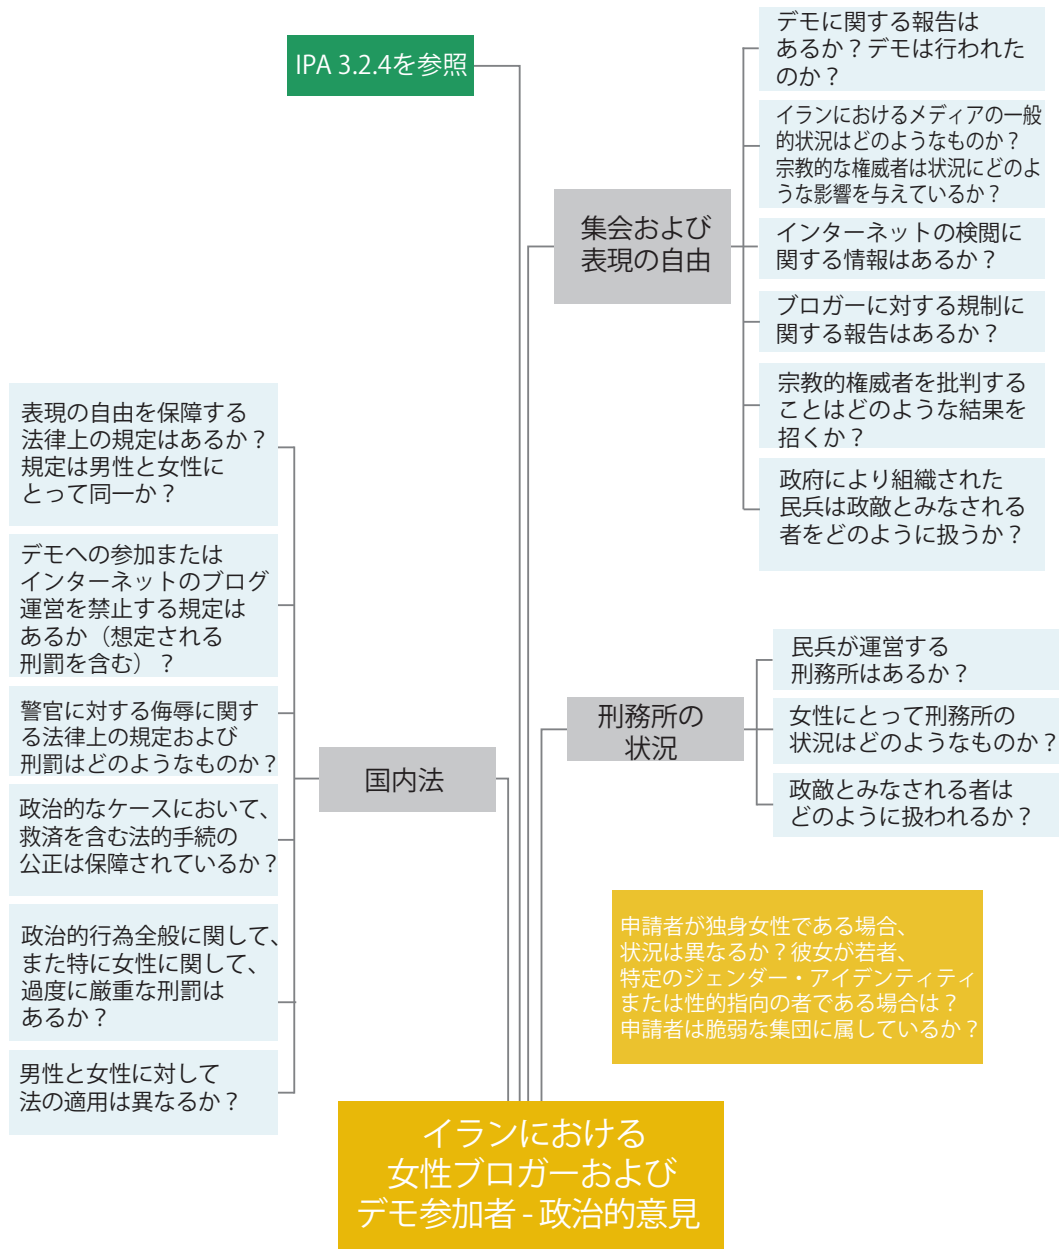 IPA 3.2.4を参照
集会および
表現の自由
デモに関する報告は
あるか？デモは行われた
のか？
イランにおけるメディアの一般
的状況はどのようなものか？
宗教的な権威者は状況にどのよ
うな影響を与えているか？
インターネットの検閲に
関する情報はあるか？
ブロガーに対する規制に
関する報告はあるか？
宗教的権威者を批判する
ことはどのような結果を
招くか？
政府により組織された
民兵は政敵とみなされる
者をどのように扱うか？
表現の自由を保障する
法律上の規定はあるか？
規定は男性と女性に
とって同一か？
デモへの参加または
インターネットのブログ
運営を禁止する規定は
あるか（想定される
刑罰を含む）？
警官に対する侮辱に関す
る法律上の規定および
刑罰はどのようなものか？
政治的なケースにおいて、
救済を含む法的手続の
公正は保障されているか？
政治的行為全般に関して、
また特に女性に関して、
過度に厳重な刑罰は
あるか？
男性と女性に対して
法の適用は異なるか？
国内法
刑務所の
状況
民兵が運営する
刑務所はあるか？
女性にとって刑務所の
状況はどのようなものか？
政敵とみなされる者は
どのように扱われるか？
申請者が独身女性である場合、
状況は異なるか？彼女が若者、
特定のジェンダー・アイデンティティ
または性的指向の者である場合は？
申請者は脆弱な集団に属しているか？
イランにおける
女性ブロガーおよび
デモ参加者 - 政治的意見